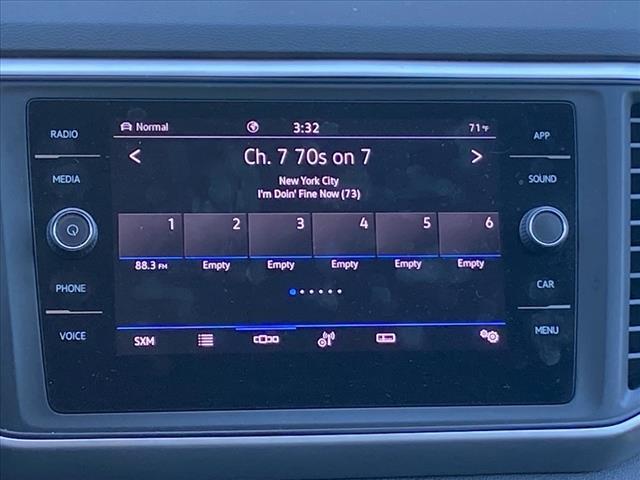 RADIO
MEDIA
PHONE
VOICE
Normal 3:32 71°F
< Ch. 7 70s on 7 >
New York City
I'm Doin' Fine Now (73)
1 2 3 4 5 6
88.3 FM Empty Empty Empty Empty Empty
SXM
APP
SOUND
CAR
MENU